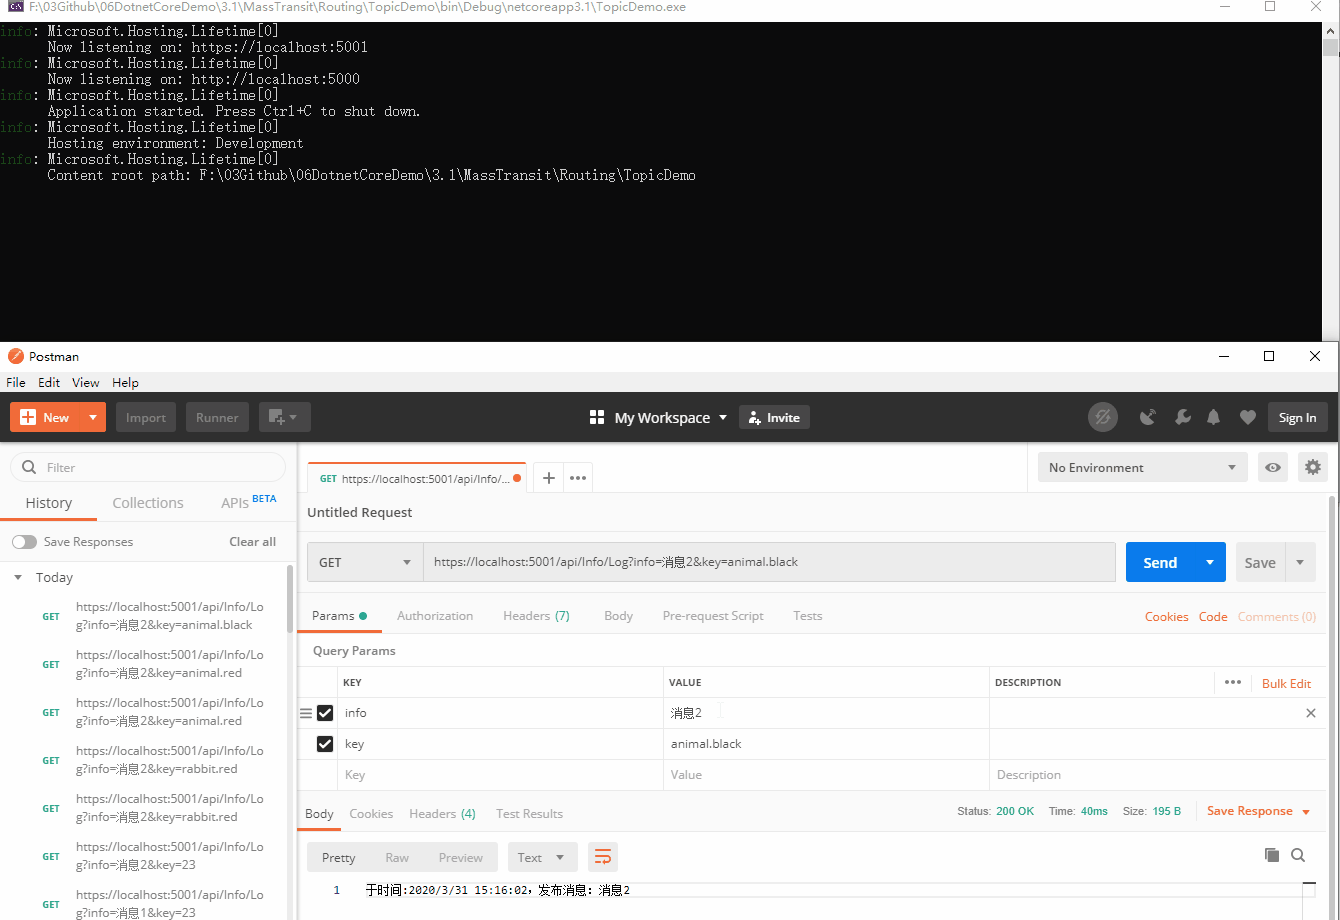 F:\03Github\06DotnetCoreDemo\3.1\MassTransit\Routing\TopicDemo\bin\Debug\netcoreapp3.1\TopicDemo.exe
info: Microsoft.Hosting.Lifetime[0]
Now listening on: https://localhost:5001
info: Microsoft.Hosting.Lifetime[0]
Now listening on: http://localhost:5000
info: Microsoft.Hosting.Lifetime[0]
Application started. Press Ctrl+C to shut down.
info: Microsoft.Hosting.Lifetime[0]
Hosting environment: Development
info: Microsoft.Hosting.Lifetime[0]
Content root path: F:\03Github\06DotnetCoreDemo\3.1\MassTransit\Routing\TopicDemo
Postman
File Edit View Help
New Import Runner My Workspace Invite Sign In
Filter
History Collections APIs BETA
Save Responses Clear all
Today
GET https://localhost:5001/api/Info/Lo
g?info=消息2&key=animal.black
GET https://localhost:5001/api/Info/Lo
g?info=消息2&key=animal.red
GET https://localhost:5001/api/Info/Lo
g?info=消息2&key=animal.red
GET https://localhost:5001/api/Info/Lo
g?info=消息2&key=rabbit.red
GET https://localhost:5001/api/Info/Lo
g?info=消息2&key=rabbit.red
GET https://localhost:5001/api/Info/Lo
g?info=消息2&key=23
GET https://localhost:5001/api/Info/Lo
g?info=消息1&key=23
GET https://localhost:5001/api/Info/...
No Environment
Untitled Request
GET https://localhost:5001/api/Info/Log?info=消息2&key=animal.black Send Save
Params Authorization Headers (7) Body Pre-request Script Tests Cookies Code Comments (0)
Query Params
KEY VALUE DESCRIPTION Bulk Edit
info 消息2
key animal.black
Key Value Description
Body Cookies Headers (4) Test Results Status: 200 OK Time: 40ms Size: 195 B Save Response
Pretty Raw Preview Text
1 于时间:2020/3/31 15:16:02，发布消息：消息2